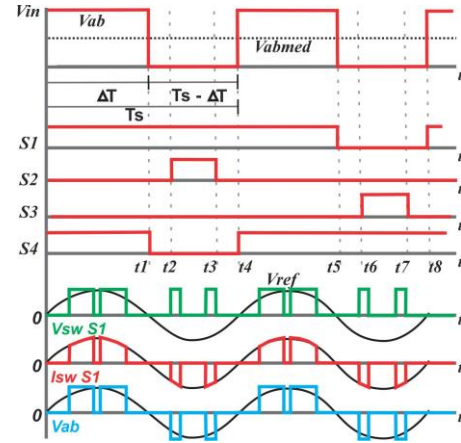 Vin
Vab
Vabmed
t
ΔT
Ts - ΔT
Ts
S1
t
S2
t
S3
t
S4
t
t1 t2 t3 t4 t5 t6 t7 t8
Vref
0
t
Vsw S1
0
t
Isw S1
0
t
Vab